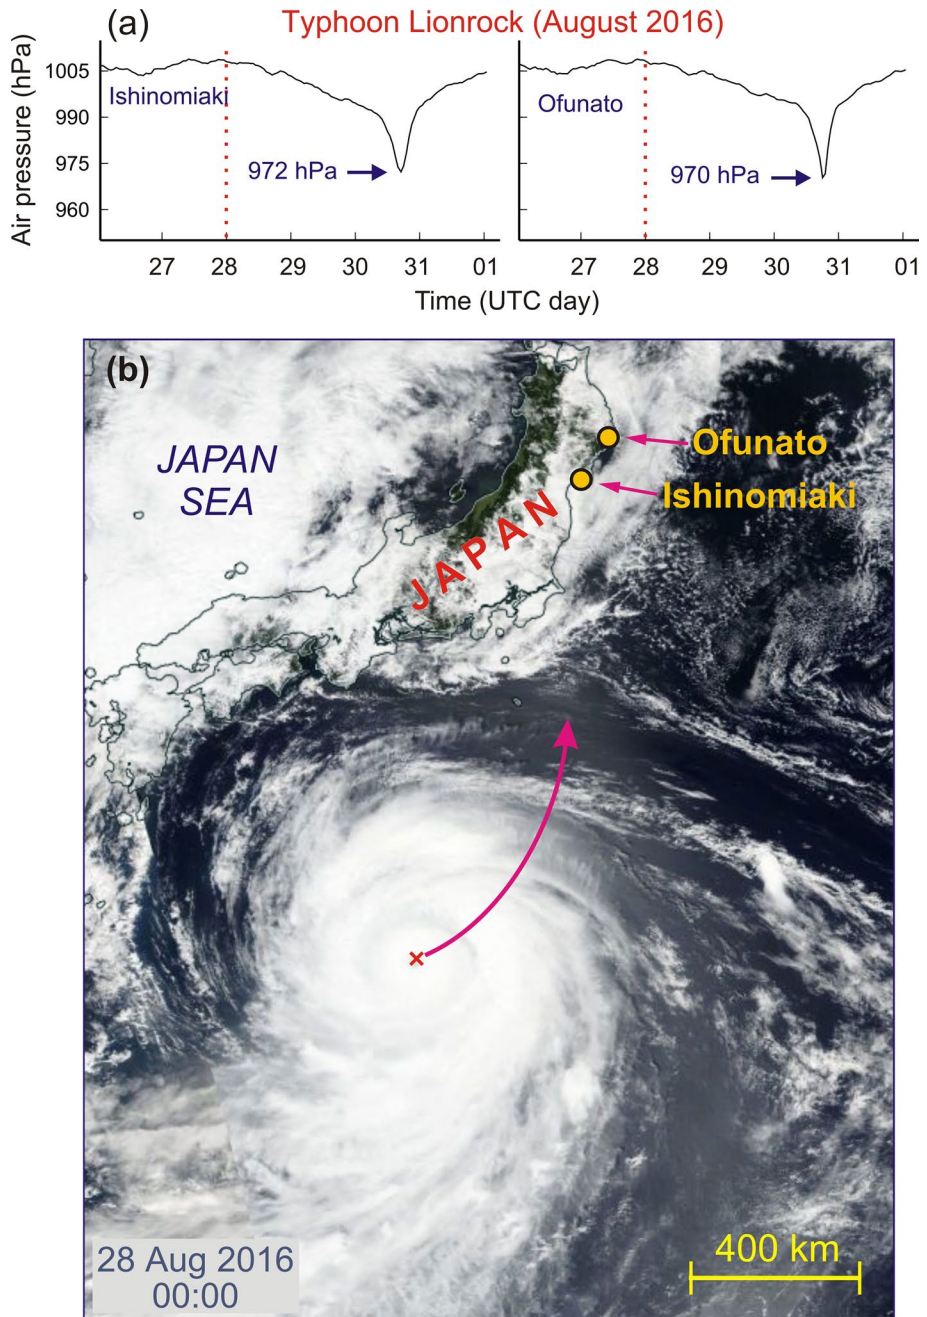 (a)
Typhoon Lionrock (August 2016)
Air pressure (hPa)
1005
990
975
960
Ishinomiaki
972 hPa
Ofunato
970 hPa
27 28 29 30 31 01
27 28 29 30 31 01
Time (UTC day)
(b)
JAPAN
SEA
Ofunato
Ishinomiaki
JAPAN
400 km
28 Aug 2016
00:00